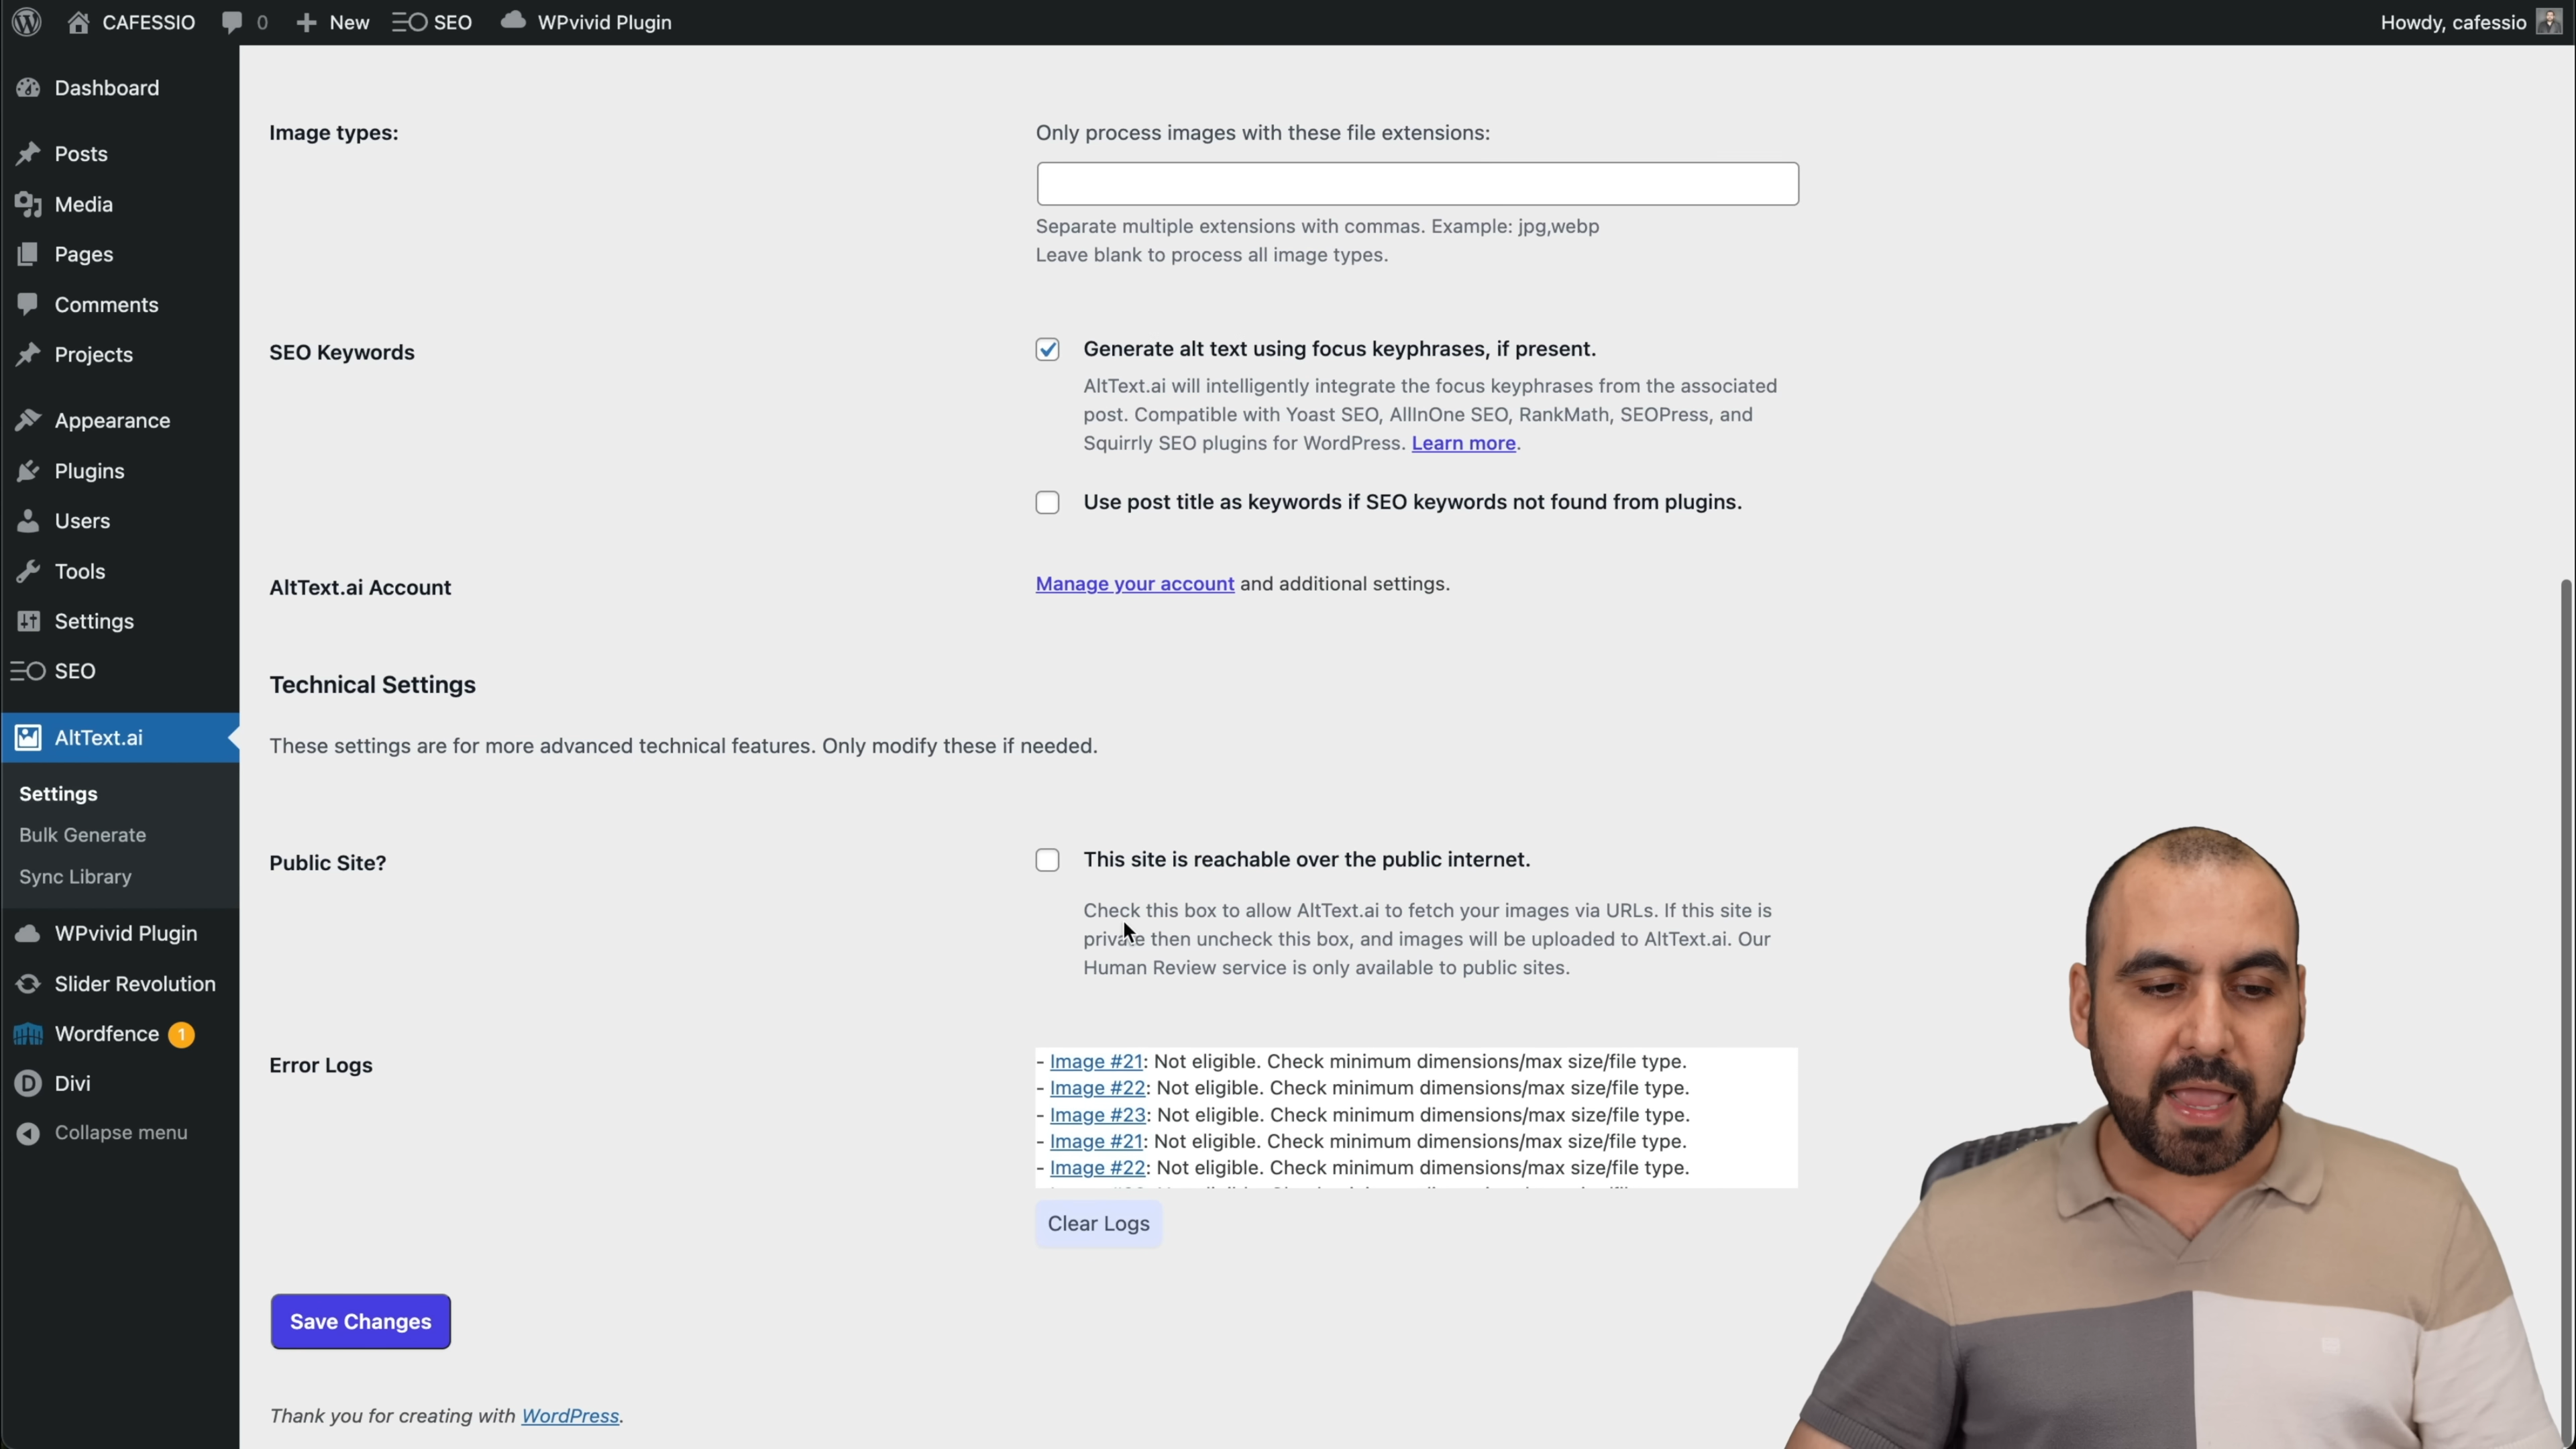 CAFESSIO 0 New SEO WPvivid Plugin Howdy, cafessio
Dashboard
Posts
Media
Pages
Comments
Projects
Appearance
Plugins
Users
Tools
Settings
SEO
AltText.ai
Settings
Bulk Generate
Sync Library
WPvivid Plugin
Slider Revolution
Wordfence 1
Divi
Collapse menu
Image types:
Only process images with these file extensions:
Separate multiple extensions with commas. Example: jpg,webp
Leave blank to process all image types.
SEO Keywords
Generate alt text using focus keyphrases, if present.
AltText.ai will intelligently integrate the focus keyphrases from the associated
post. Compatible with Yoast SEO, AllInOne SEO, RankMath, SEOPress, and
Squirrly SEO plugins for WordPress. Learn more.
Use post title as keywords if SEO keywords not found from plugins.
AltText.ai Account
Manage your account and additional settings.
Technical Settings
These settings are for more advanced technical features. Only modify these if needed.
Public Site?
This site is reachable over the public internet.
Check this box to allow AltText.ai to fetch your images via URLs. If this site is
private then uncheck this box, and images will be uploaded to AltText.ai. Our
Human Review service is only available to public sites.
Error Logs
- Image #21: Not eligible. Check minimum dimensions/max size/file type.
- Image #22: Not eligible. Check minimum dimensions/max size/file type.
- Image #23: Not eligible. Check minimum dimensions/max size/file type.
- Image #21: Not eligible. Check minimum dimensions/max size/file type.
- Image #22: Not eligible. Check minimum dimensions/max size/file type.
Clear Logs
Save Changes
Thank you for creating with WordPress.